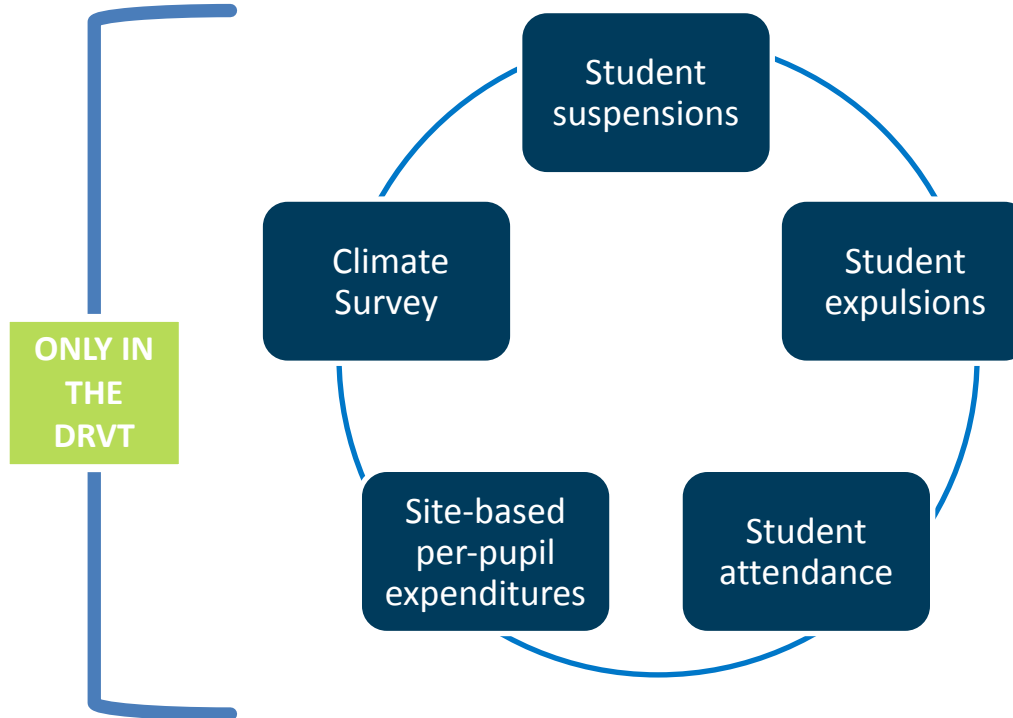 Student
suspensions
Climate
Survey
Student
expulsions
ONLY IN
THE
DRVT
Site-based
per-pupil
expenditures
Student
attendance